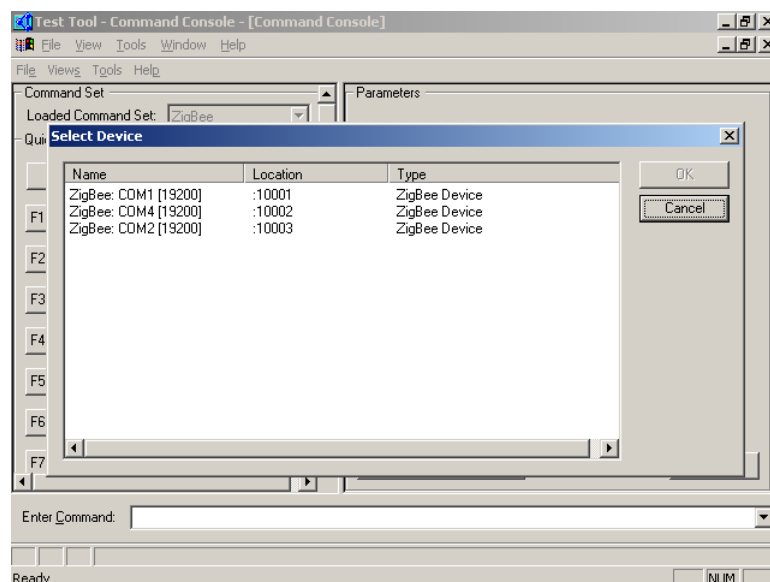 Test Tool - Command Console - [Command Console]
File View Tools Window Help
File Views Tools Help
Command Set
Parameters
Loaded Command Set: ZigBee
Select Device
Name Location Type
ZigBee: COM1 [19200] :10001 ZigBee Device
ZigBee: COM4 [19200] :10002 ZigBee Device
ZigBee: COM2 [19200] :10003 ZigBee Device
OK
Cancel
F1
F2
F3
F4
F5
F6
F7
Enter Command:
Ready NUM